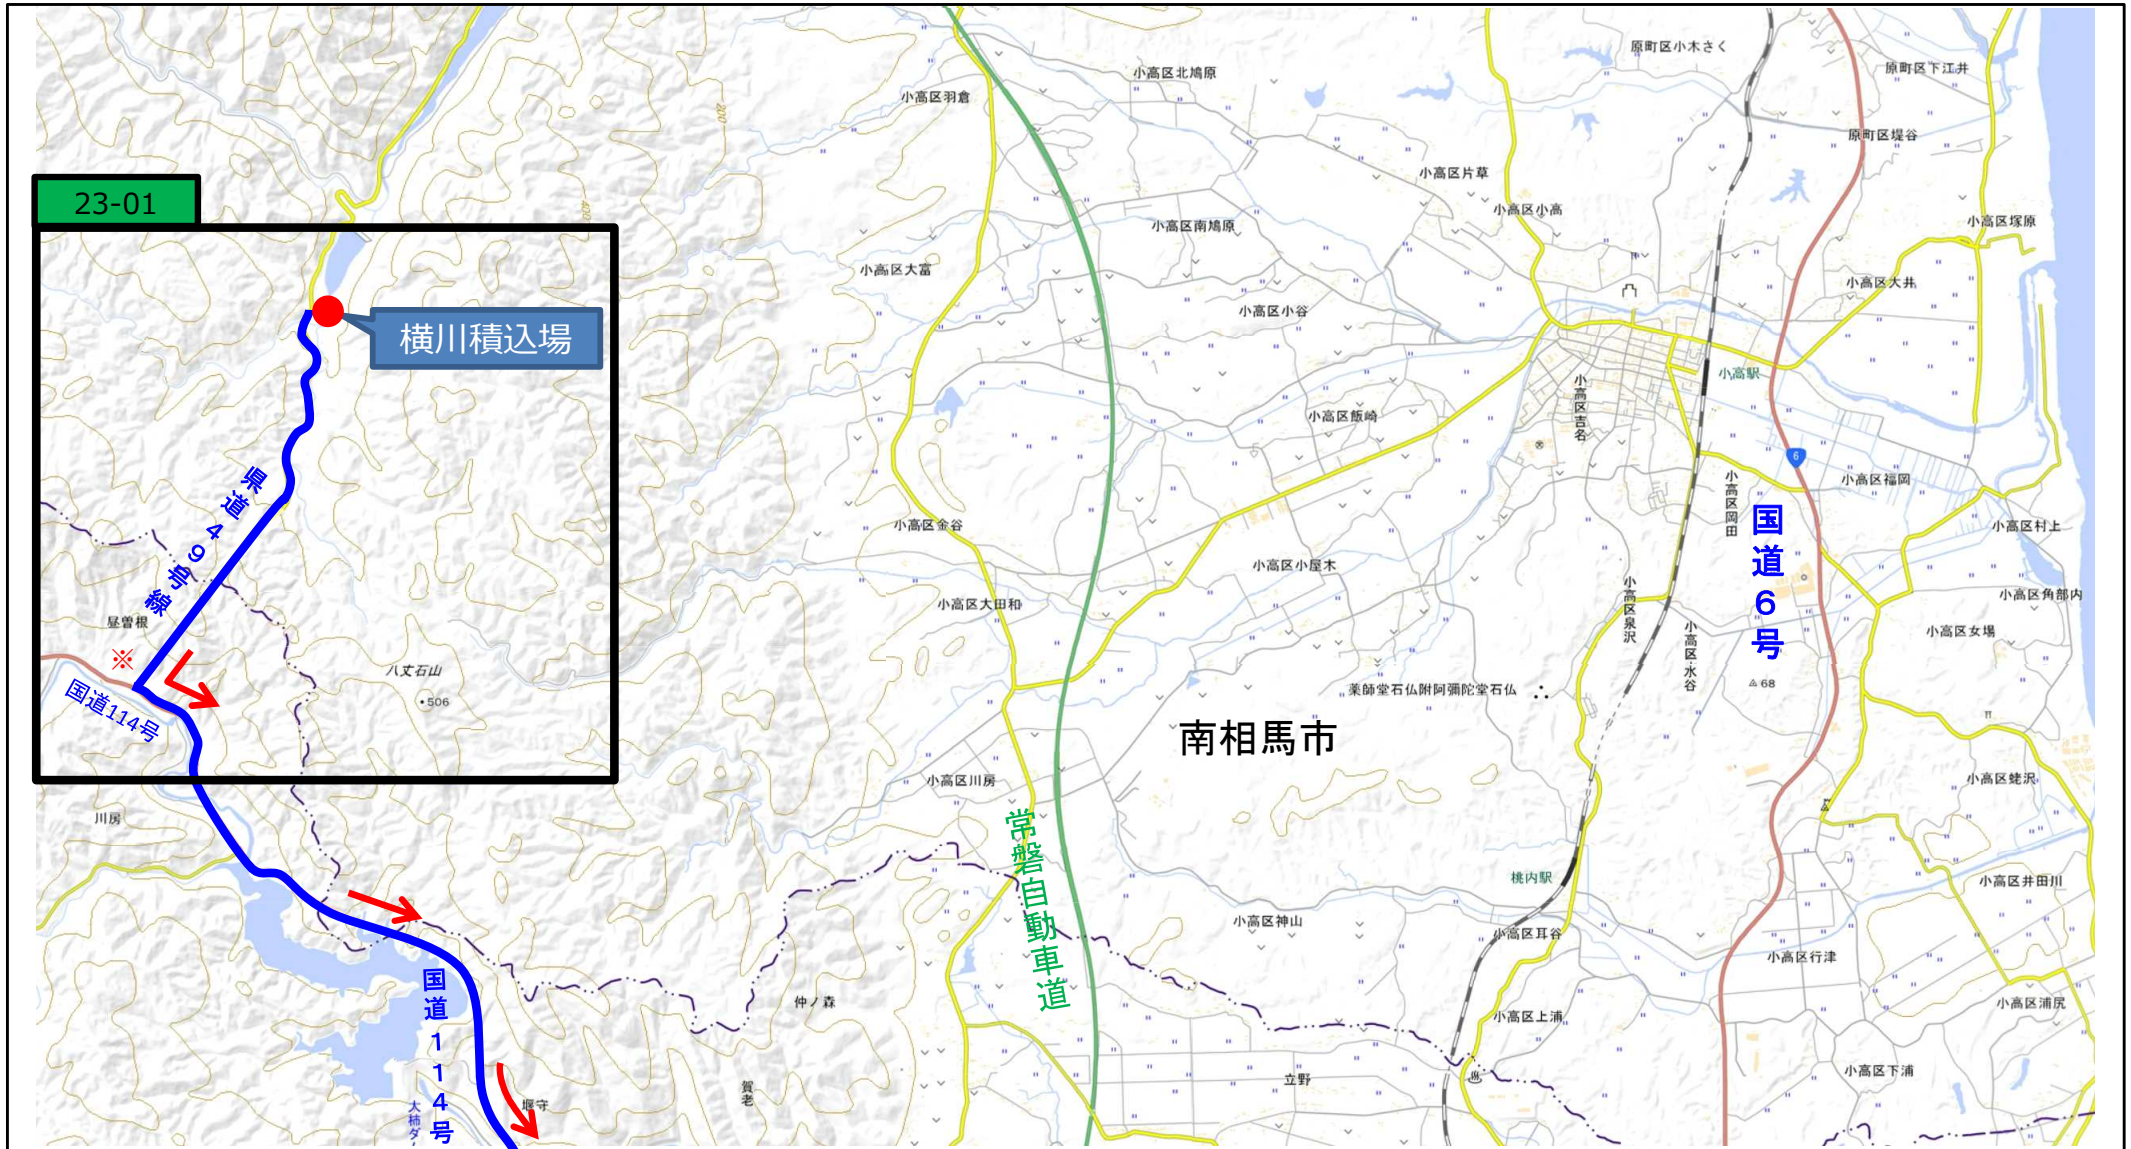 原町区小木さく
原町区下江井
小高区北鳩原
小高区羽倉
200
原町区堤谷
小高区片草
23-01
400
小高区小高
小高区南鳩原
小高区塚原
小高区大富
小高区大井
小高区小谷
横川積込場
小高駅
小高区吉名
小高区飯崎
6
小高区福岡
県道49号線
小高区岡田
国道6号
小高区金谷
小高区村上
小高区小屋木
小高区大田和
小高区泉沢
小高区角部内
昼曽根
小高区水谷
小高区女場
※
八丈石山
・506
国道114号
薬師堂石仏附阿彌陀堂石仏
68
南相馬市
小高区川房
小高区蛯沢
川房
常磐自動車道
桃内駅
小高区井田川
小高区神山
小高区耳谷
小高区行津
国道114号
仲ノ森
小高区浦尻
小高区上浦
小高区下浦
立野
賀老
堰守
大柿ダ